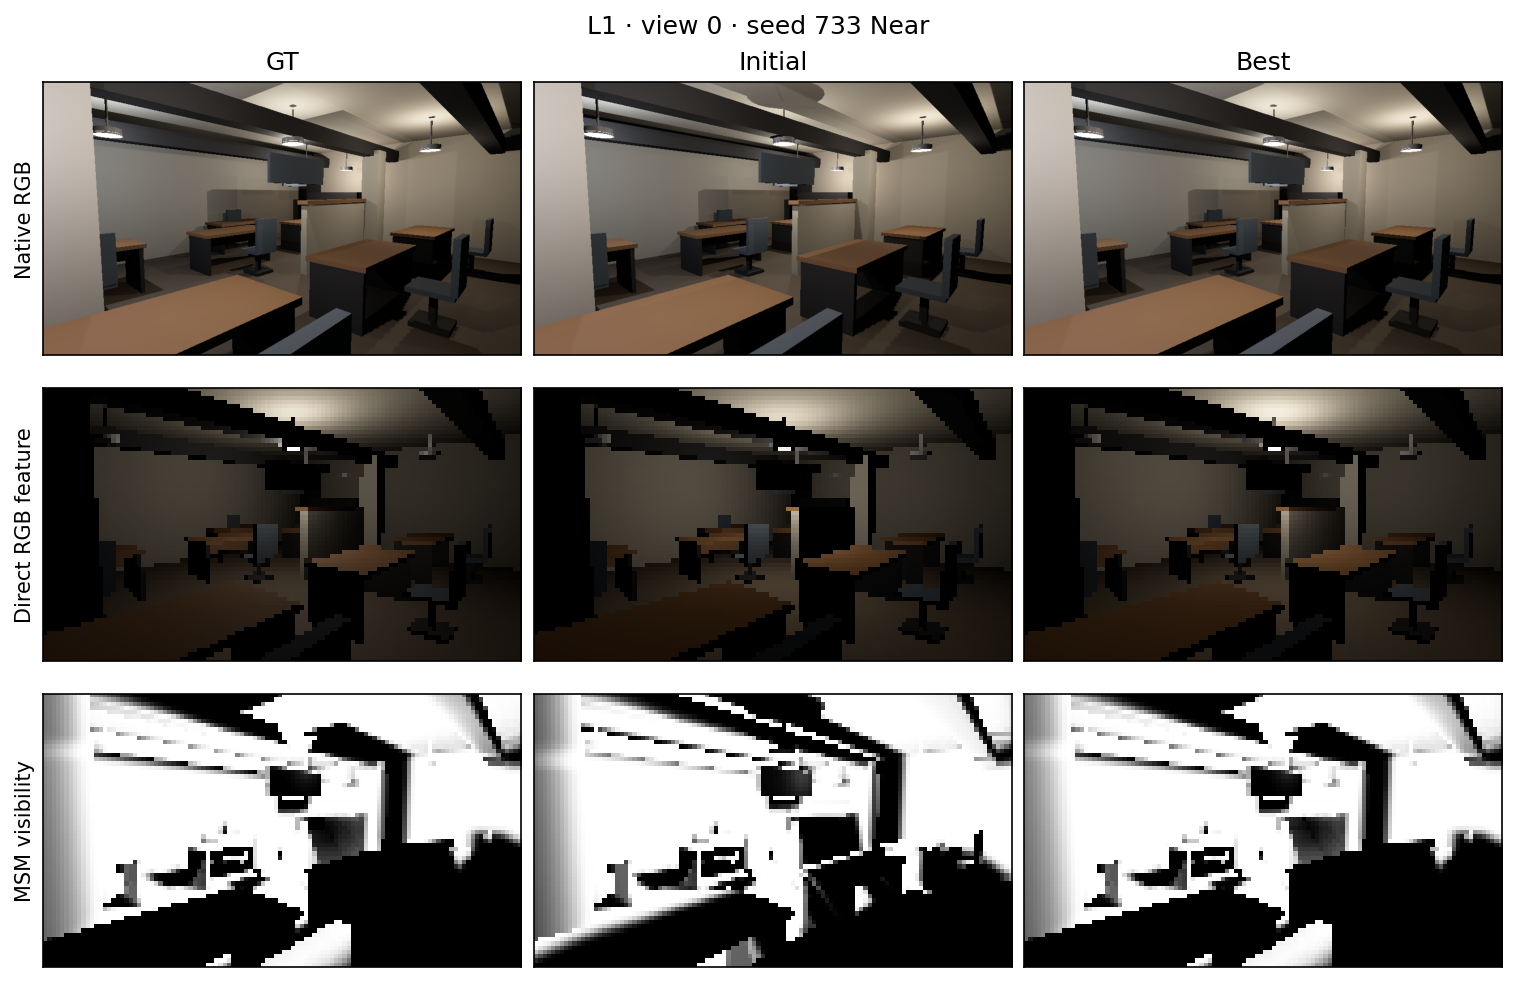 L1 · view 0 · seed 733 Near
GT
Initial
Best
Native RGB
Direct RGB feature
MSM visibility